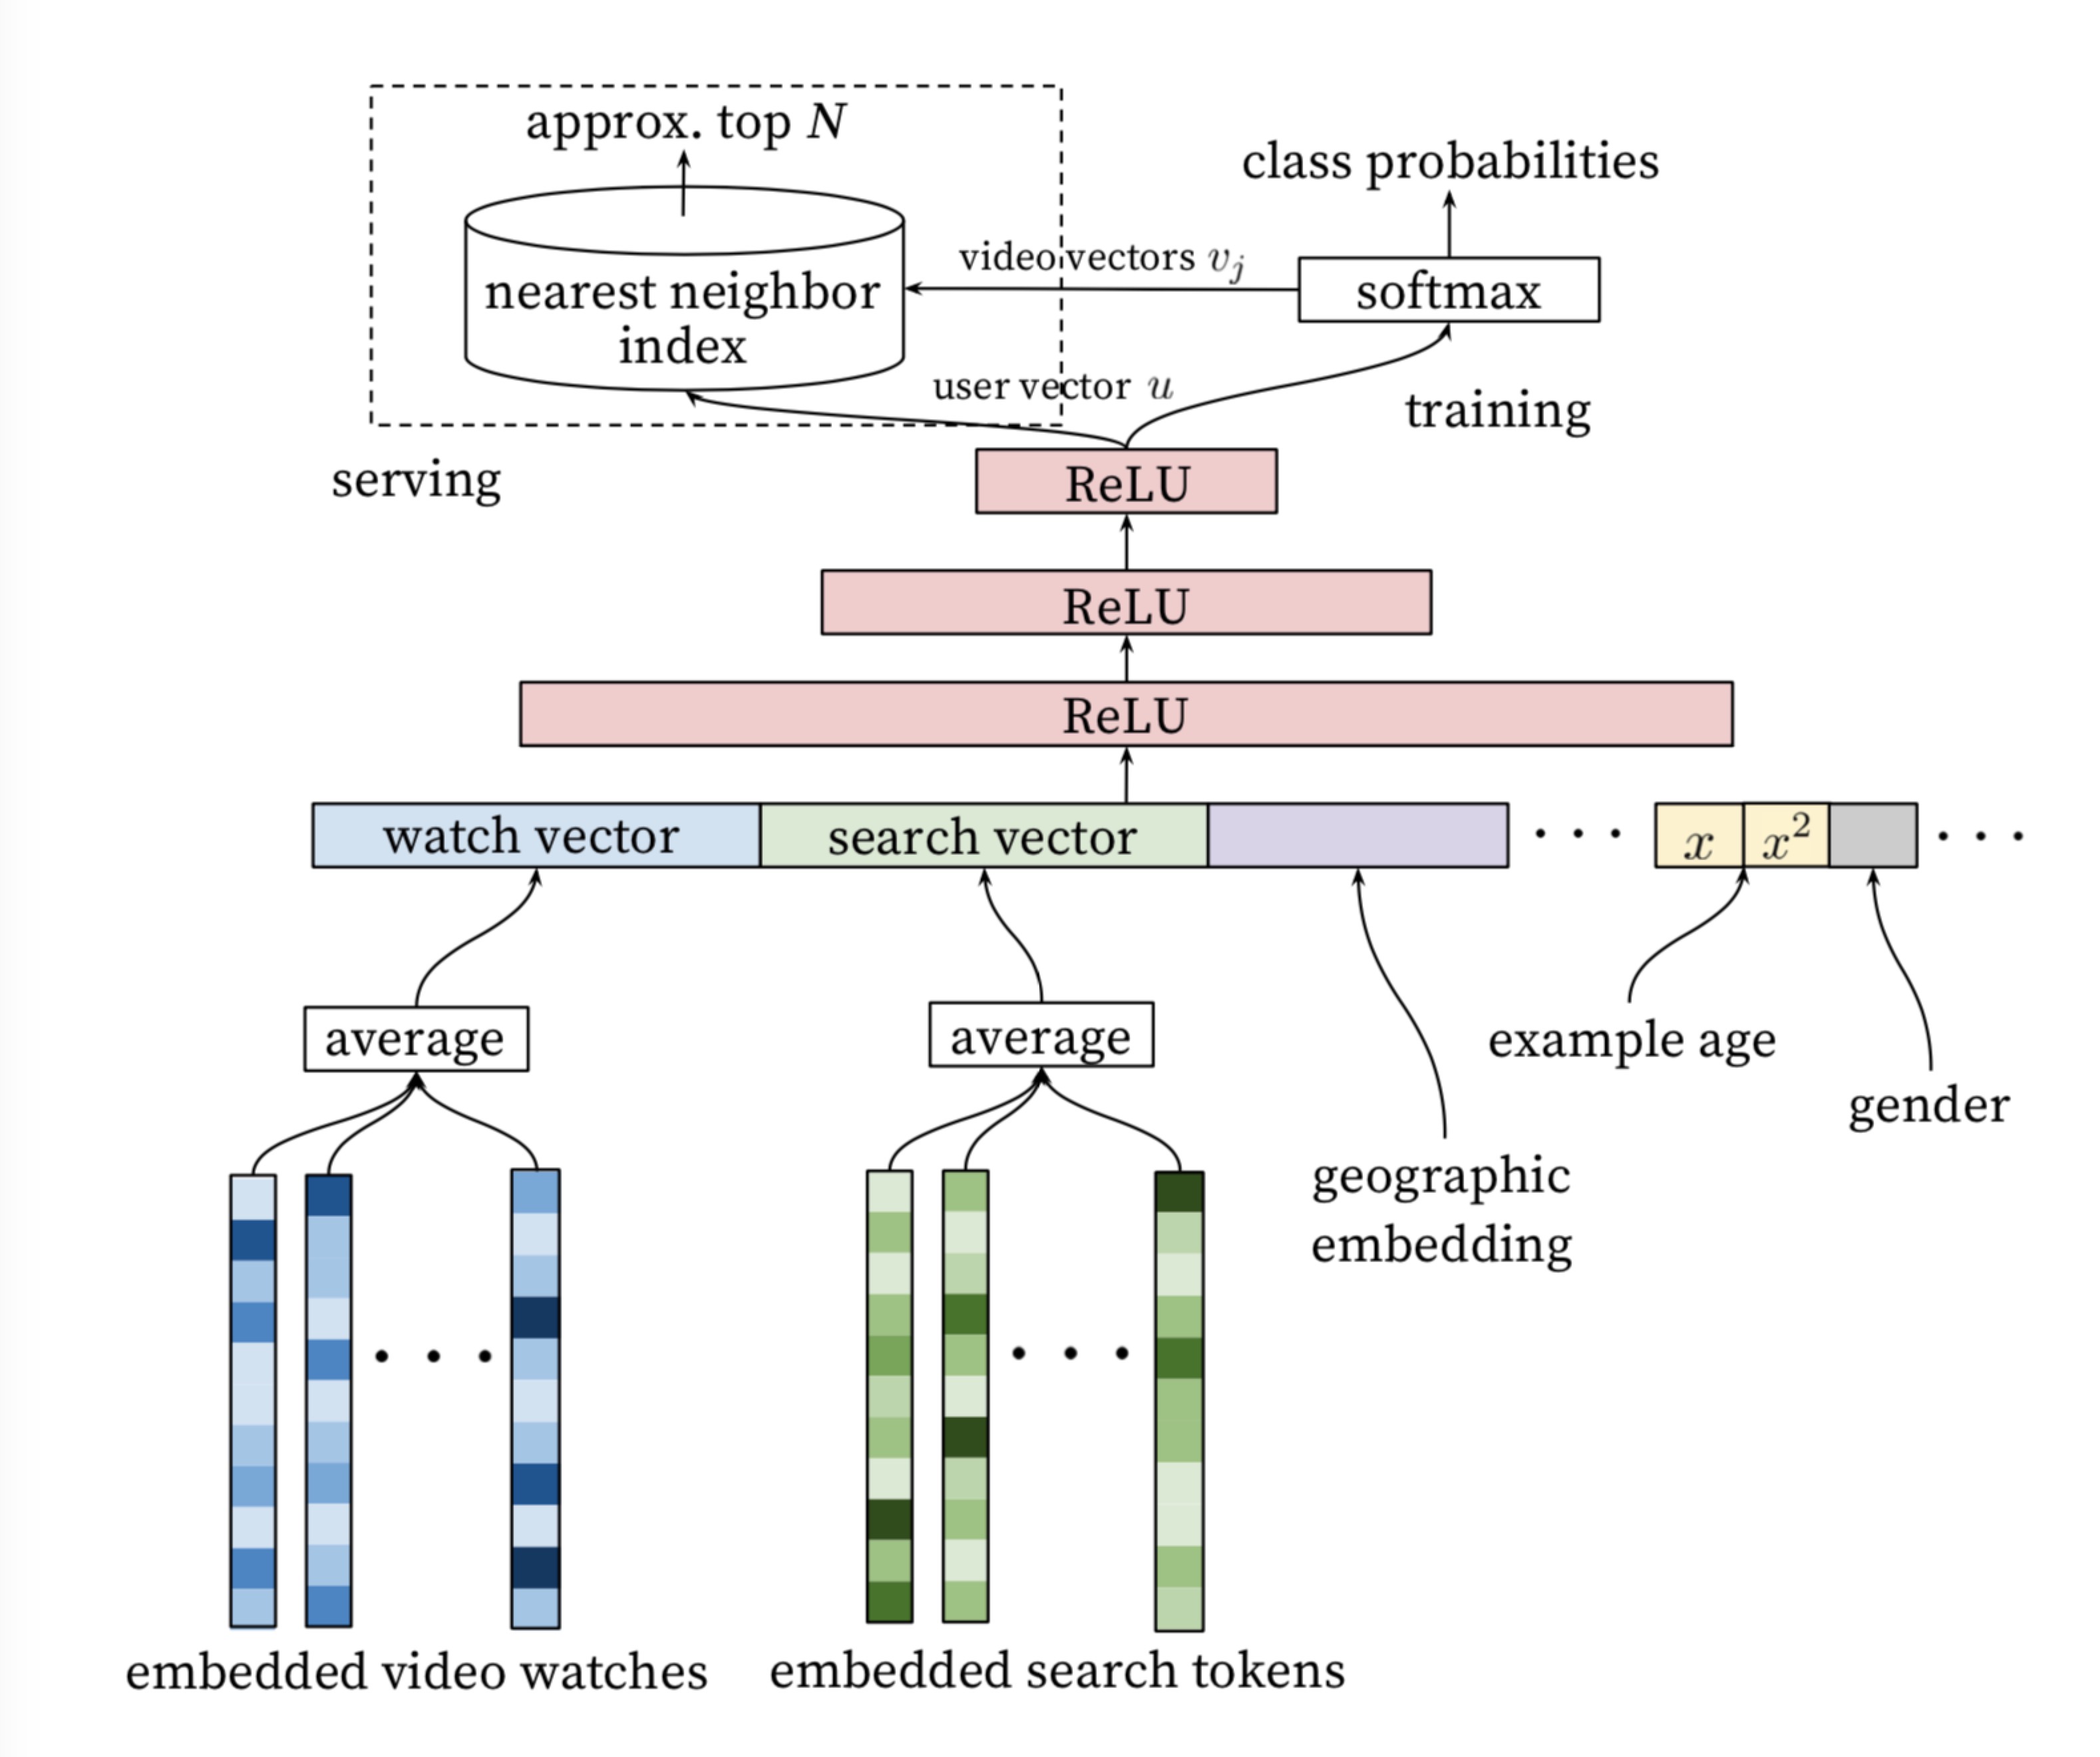 approx. top N
class probabilities
video vectors v_j
nearest neighbor
index
softmax
user vector u
training
serving
ReLU
ReLU
ReLU
watch vector
search vector
. . .
x
x²
. . .
average
average
example age
gender
geographic
embedding
. . .
. . .
embedded video watches
embedded search tokens